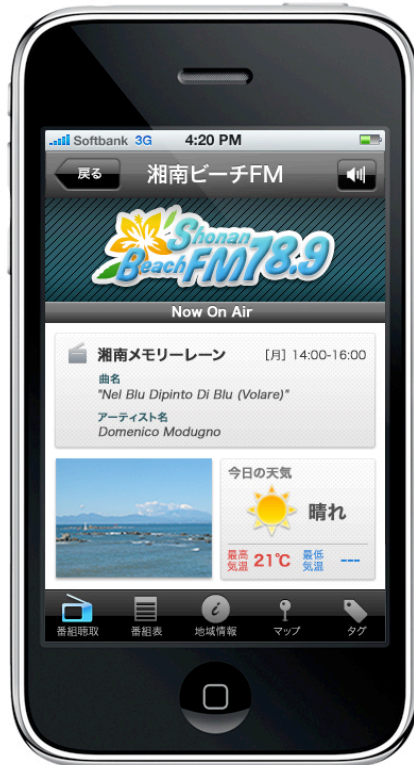 Softbank 3G 4:20 PM
戻る 湘南ビーチFM
Shonan
Beach FM 78.9
Now On Air
湘南メモリーレーン [月] 14:00-16:00
曲名
"Nel Blu Dipinto Di Blu (Volare)"
アーティスト名
Domenico Modugno
今日の天気
晴れ
最高気温 21℃ 最低気温 ---
番組聴取 番組表 地域情報 マップ タグ